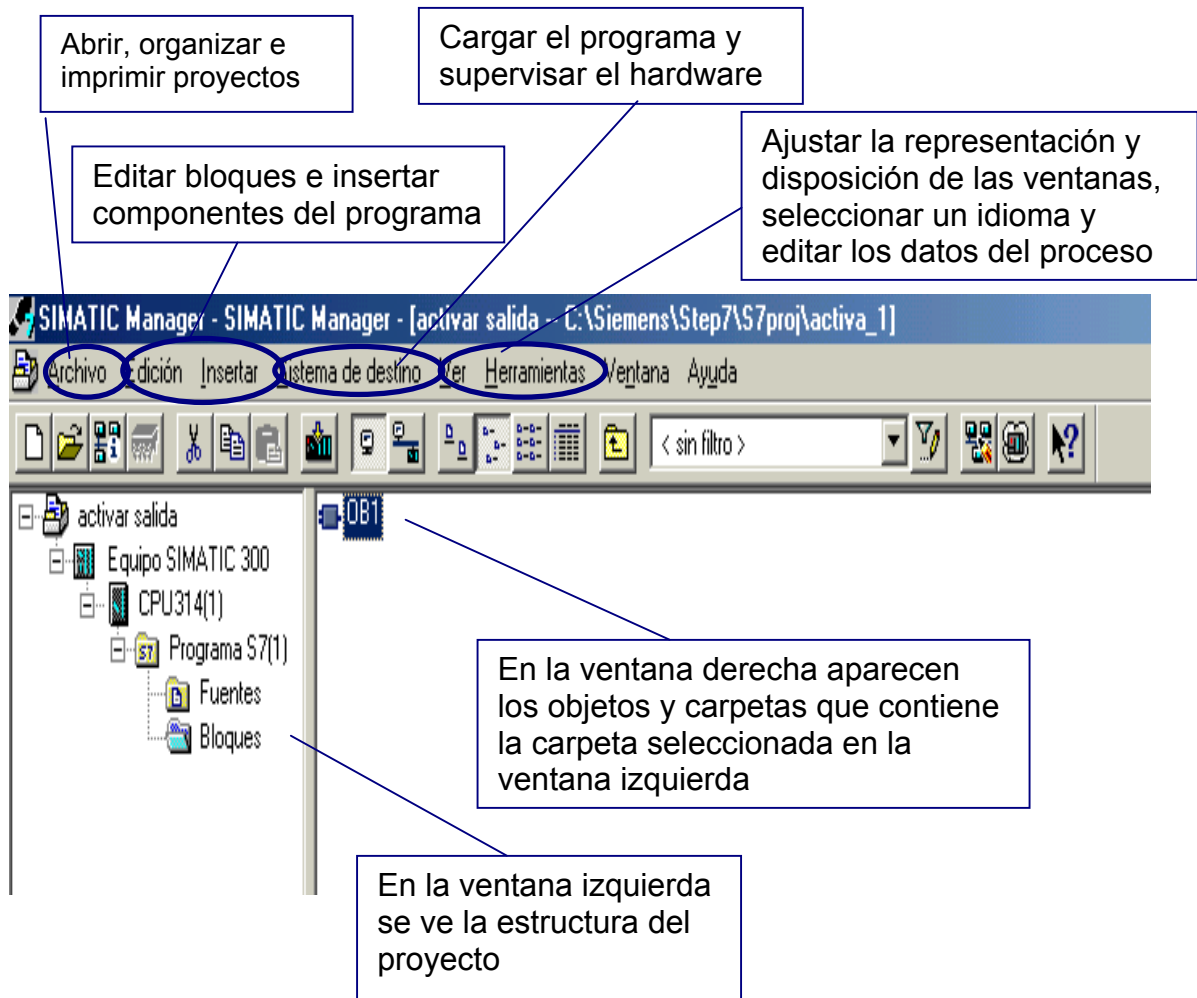 Abrir, organizar e
imprimir proyectos
Cargar el programa y
supervisar el hardware
Editar bloques e insertar
componentes del programa
Ajustar la representación y
disposición de las ventanas,
seleccionar un idioma y
editar los datos del proceso
SIMATIC Manager - SIMATIC Manager - [activar salida -- C:\Siemens\Step7\S7proj\activa_1]
Archivo Edición Insertar Sistema de destino Ver Herramientas Ventana Ayuda
< sin filtro >
activar salida
OB1
Equipo SIMATIC 300
CPU314(1)
S7 Programa S7(1)
Fuentes
Bloques
En la ventana derecha aparecen
los objetos y carpetas que contiene
la carpeta seleccionada en la
ventana izquierda
En la ventana izquierda
se ve la estructura del
proyecto